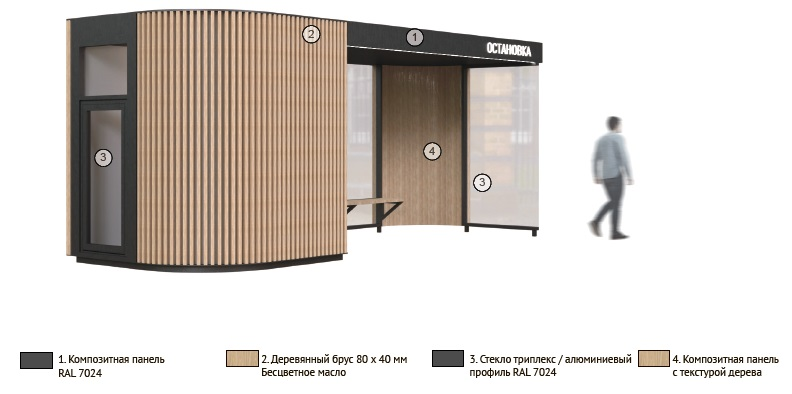 2
1
ОСТАНОВКА
3
4
3
1. Композитная панель
RAL 7024
2. Деревянный брус 80 x 40 мм
Бесцветное масло
3. Стекло триплекс / алюминиевый
профиль RAL 7024
4. Композитная панель
с текстурой дерева